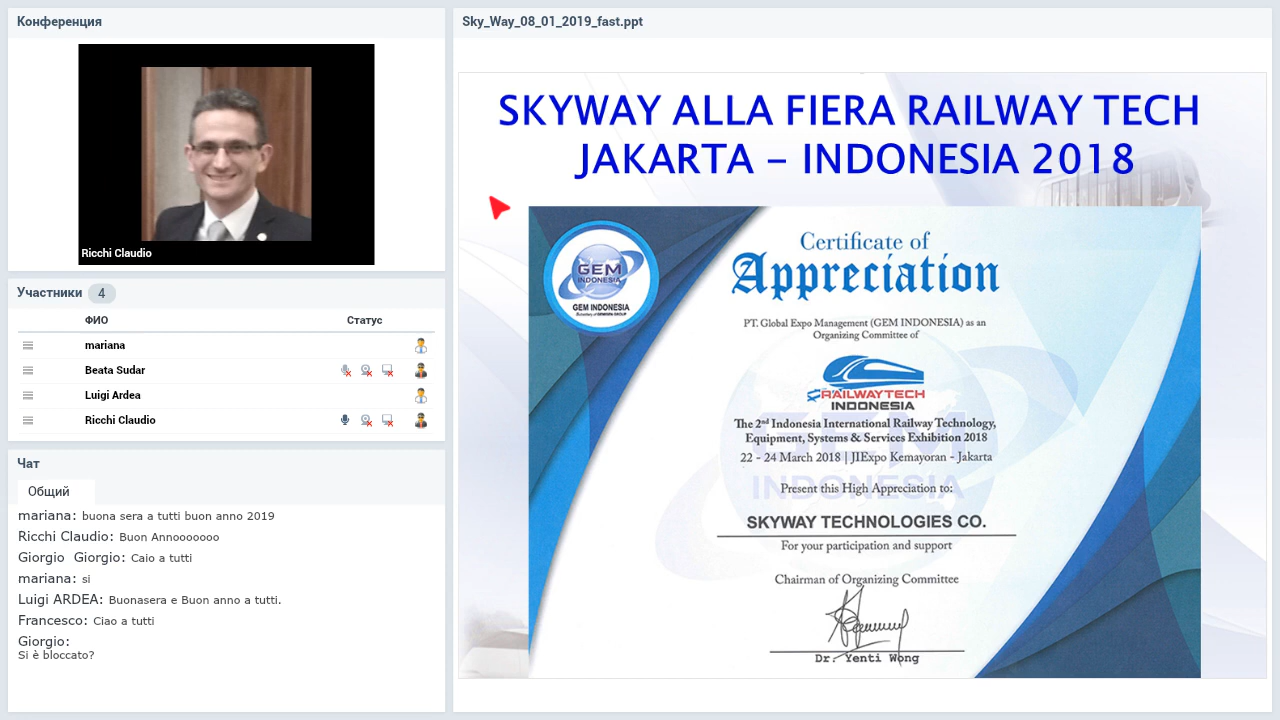 Конференция
Ricchi Claudio
Участники 4
ФИО Статус
mariana
Beata Sudar
Luigi Ardea
Ricchi Claudio
Чат
Общий
mariana: buona sera a tutti buon anno 2019
Ricchi Claudio: Buon Annooooooo
Giorgio Giorgio: Caio a tutti
mariana: si
Luigi ARDEA: Buonasera e Buon anno a tutti.
Francesco: Ciao a tutti
Giorgio:
Si è bloccato?
Sky_Way_08_01_2019_fast.ppt
SKYWAY ALLA FIERA RAILWAY TECH
JAKARTA – INDONESIA 2018
GEM
INDONESIA
GEM INDONESIA
Certificate of
Appreciation
PT. Global Expo Management (GEM INDONESIA) as an
Organizing Committee of
RAILWAYTECH
INDONESIA
The 2nd Indonesia International Railway Technology,
Equipment, Systems & Services Exhibition 2018
22 - 24 March 2018 | JIExpo Kemayoran - Jakarta
GEM
INDONESIA
Present this High Appreciation to:
SKYWAY TECHNOLOGIES CO.
For your participation and support
Chairman of Organizing Committee
Dr. Yenti Wong